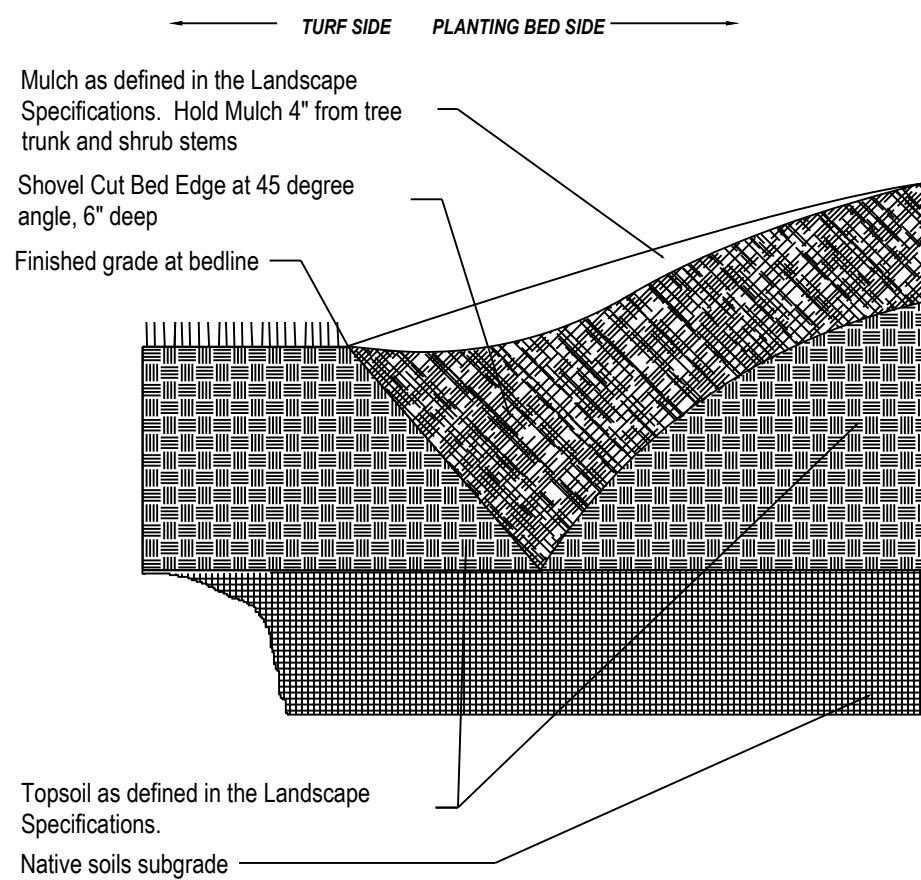 TURF SIDE PLANTING BED SIDE
Mulch as defined in the Landscape
Specifications. Hold Mulch 4" from tree
trunk and shrub stems
Shovel Cut Bed Edge at 45 degree
angle, 6" deep
Finished grade at bedline
Topsoil as defined in the Landscape
Specifications.
Native soils subgrade